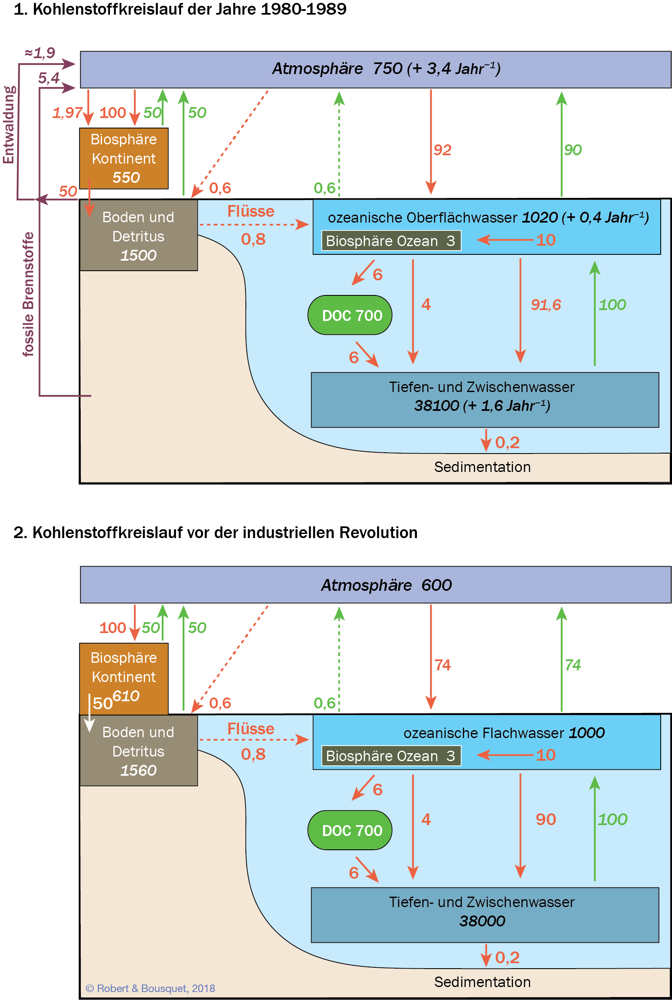 1. Kohlenstoffkreislauf der Jahre 1980-1989
≈1,9
Atmosphäre 750 (+ 3,4 Jahr⁻¹)
5,4
Entwaldung
1,97
100
50
50
Biosphäre
Kontinent
550
92
90
50
0,6
0,6
Boden und
Detritus
1500
Flüsse
0,8
ozeanische Oberflächwasser 1020 (+ 0,4 Jahr⁻¹)
Biosphäre Ozean 3
10
fossile Brennstoffe
6
DOC 700
4
91,6
100
6
Tiefen- und Zwischenwasser
38100 (+ 1,6 Jahr⁻¹)
0,2
Sedimentation
2. Kohlenstoffkreislauf vor der industriellen Revolution
Atmosphäre 600
100
50
50
Biosphäre
Kontinent
610
50
74
74
0,6
0,6
Boden und
Detritus
1560
Flüsse
0,8
ozeanische Flachwasser 1000
Biosphäre Ozean 3
10
6
DOC 700
4
90
100
6
Tiefen- und Zwischenwasser
38000
0,2
Sedimentation
© Robert & Bousquet, 2018